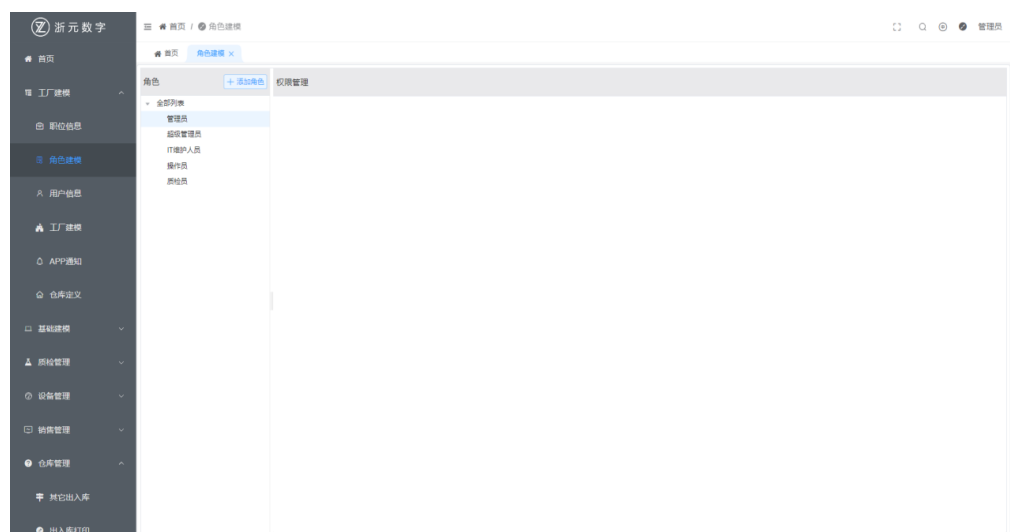 浙元数字
首页 / 角色建模
管理员
首页
角色建模 ×
首页
工厂建模
职位信息
角色建模
用户信息
工厂建模
APP通知
仓库定义
基础建模
质检管理
设备管理
销售管理
仓库管理
其它出入库
出入库打印
角色
+ 添加角色
全部列表
管理员
超级管理员
IT维护人员
操作员
质检员
权限管理